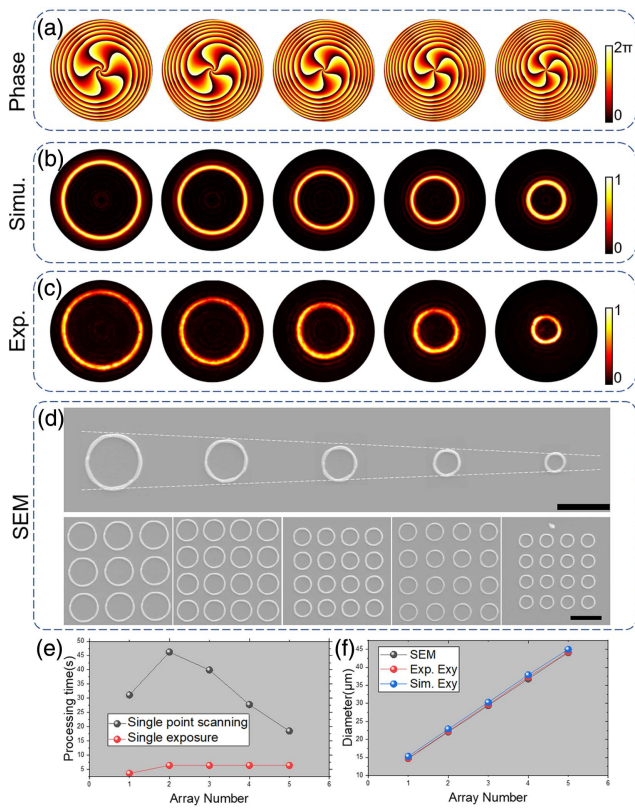 (a)
Phase
2π
0
(b)
Simu.
1
0
(c)
Exp.
1
0
(d)
SEM
(e)
Processing time(s)
50
45
40
35
30
25
20
15
10
5
Single point scanning
Single exposure
0 1 2 3 4 5 6
Array Number
(f)
Diameter(μm)
45
40
35
30
25
20
15
10
SEM
Exp. Exy
Sim. Exy
0 1 2 3 4 5 6
Array Number